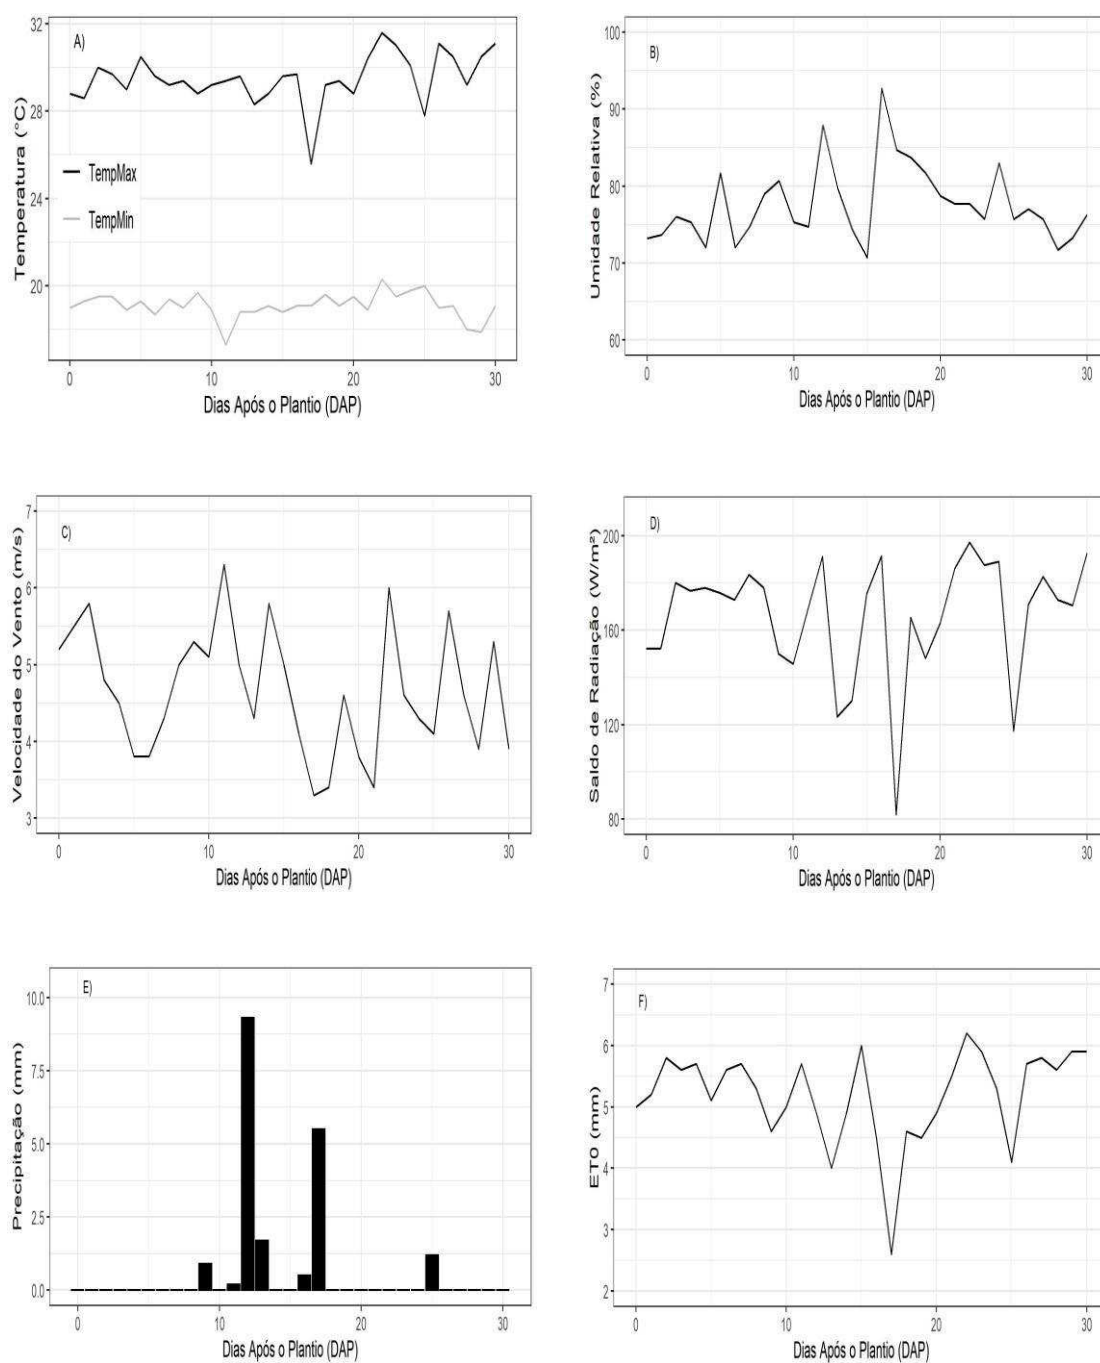 A)
Temperatura (°C)
32
28
24
20
TempMax
TempMin
0 10 20 30
Dias Após o Plantio (DAP)
B)
Umidade Relativa (%)
100
90
80
70
60
0 10 20 30
Dias Após o Plantio (DAP)
C)
Velocidade do Vento (m/s)
7
6
5
4
3
0 10 20 30
Dias Após o Plantio (DAP)
D)
Saldo de Radiação (W/m²)
200
160
120
80
0 10 20 30
Dias Após o Plantio (DAP)
E)
Precipitação (mm)
10.0
7.5
5.0
2.5
0.0
0 10 20 30
Dias Após o Plantio (DAP)
F)
ET0 (mm)
7
6
5
4
3
2
0 10 20 30
Dias Após o Plantio (DAP)